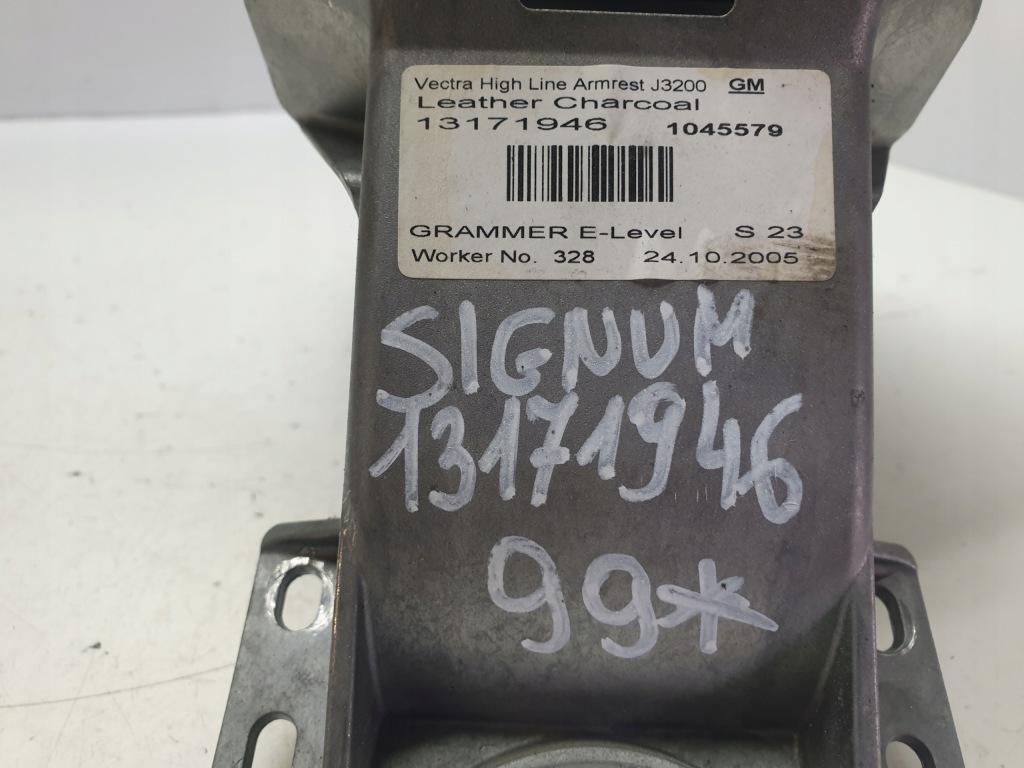 Vectra High Line Armrest J3200 GM
Leather Charcoal
13171946 1045579
GRAMMER E-Level S 23
Worker No. 328 24.10.2005
SIGNUM
13171946
99*